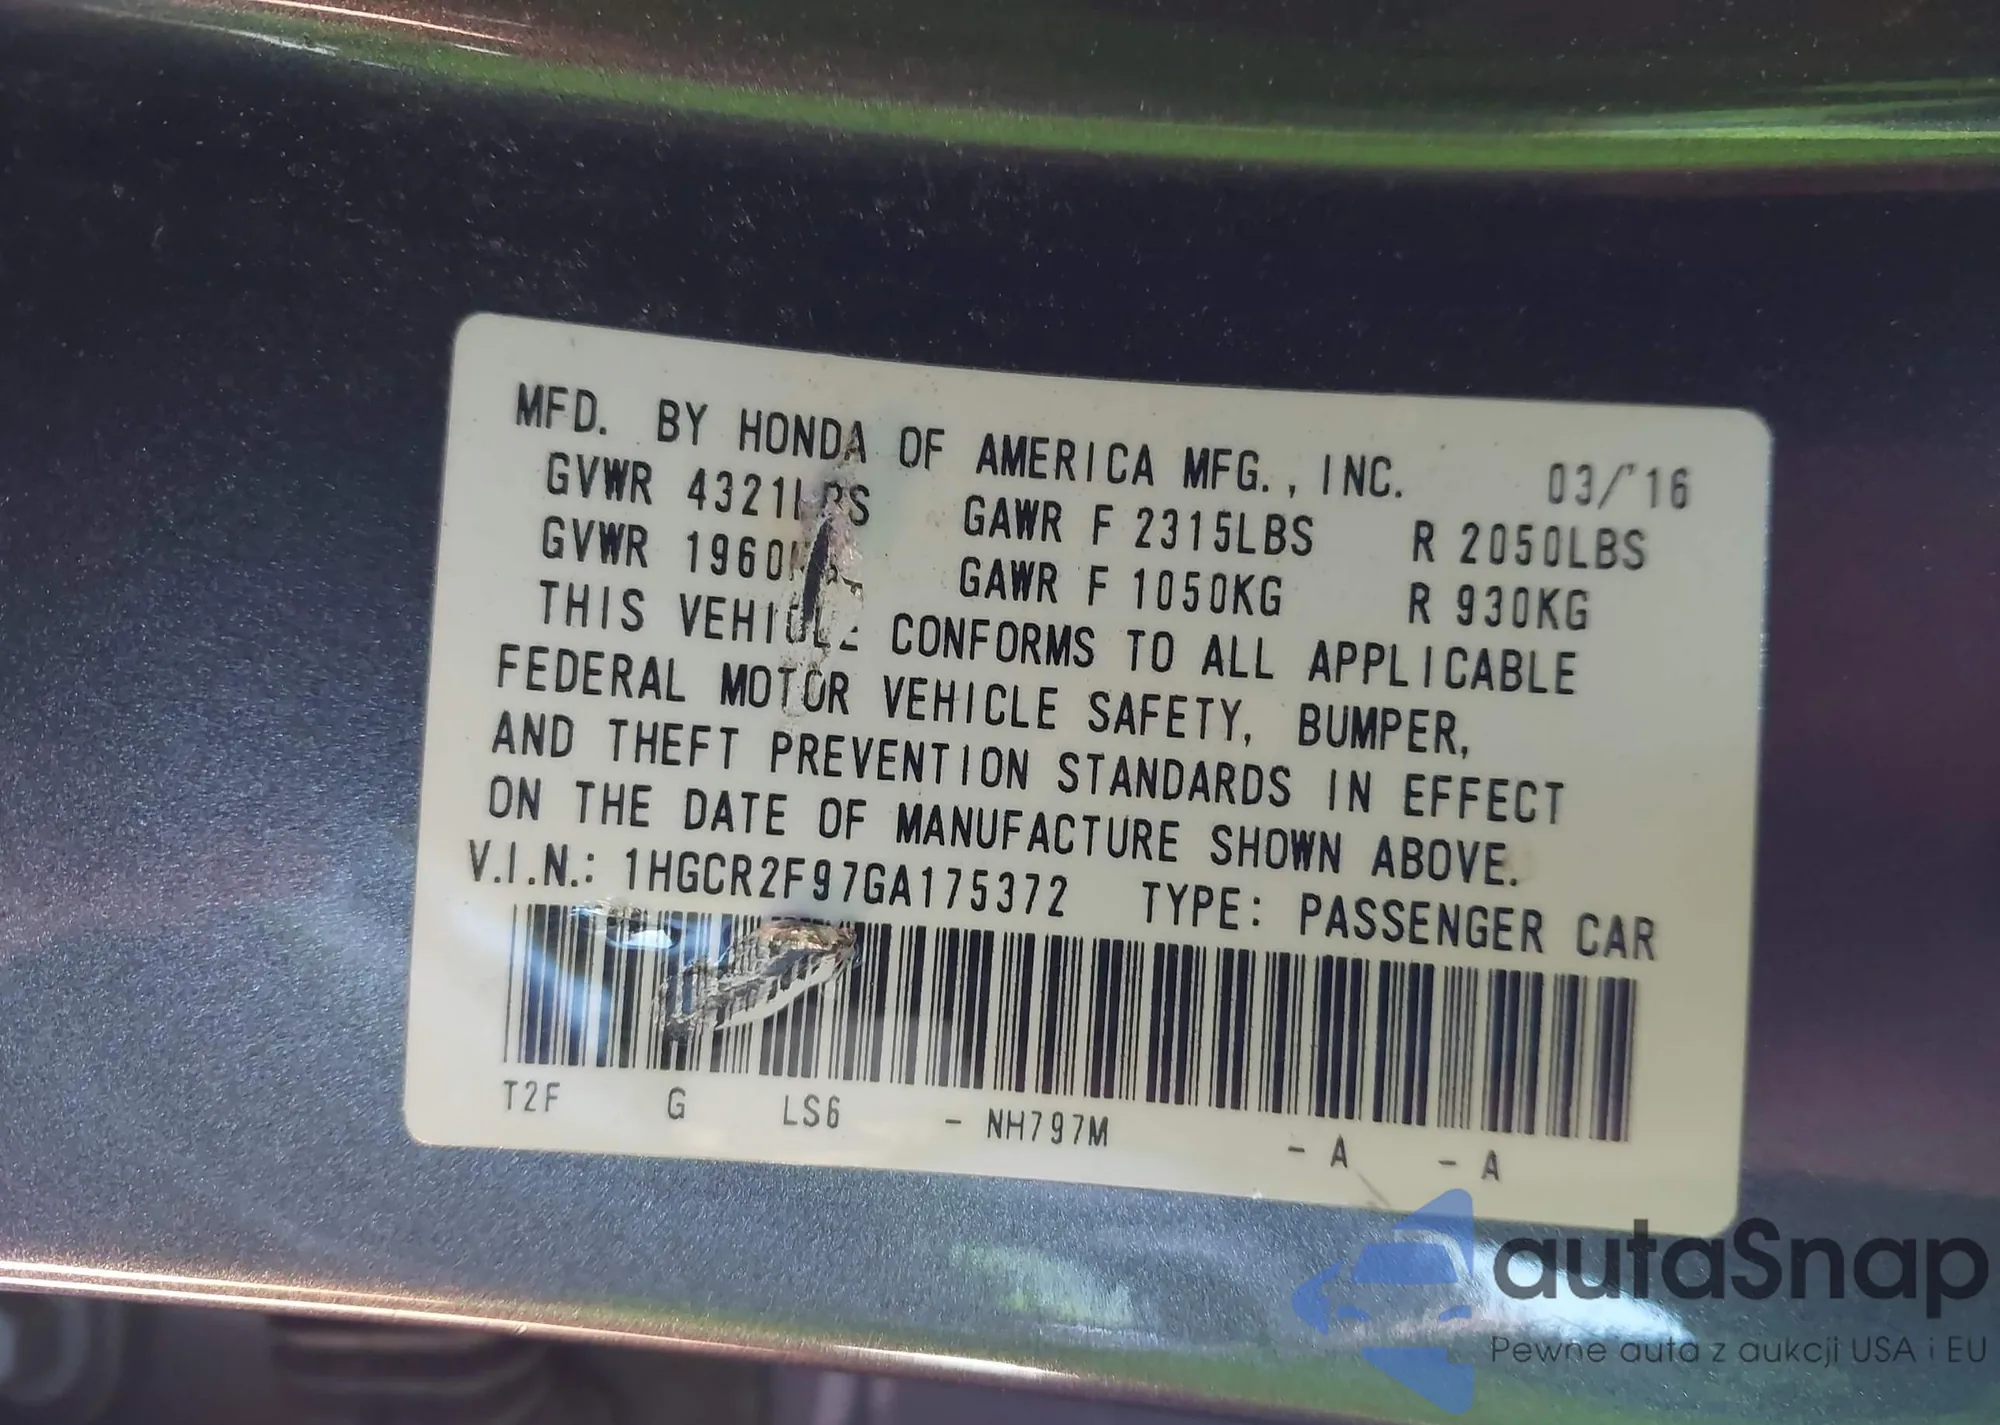 MFD. BY HONDA OF AMERICA MFG., INC. 03/'16
GVWR 4321LBS GAWR F 2315LBS R 2050LBS
GVWR 1960 GAWR F 1050KG R 930KG
THIS VEHICLE CONFORMS TO ALL APPLICABLE
FEDERAL MOTOR VEHICLE SAFETY, BUMPER,
AND THEFT PREVENTION STANDARDS IN EFFECT
ON THE DATE OF MANUFACTURE SHOWN ABOVE.
V.I.N.: 1HGCR2F97GA175372 TYPE: PASSENGER CAR
T2F G LS6 - NH797M - A - A
autaSnap
Pewne auta z aukcji USA i EU